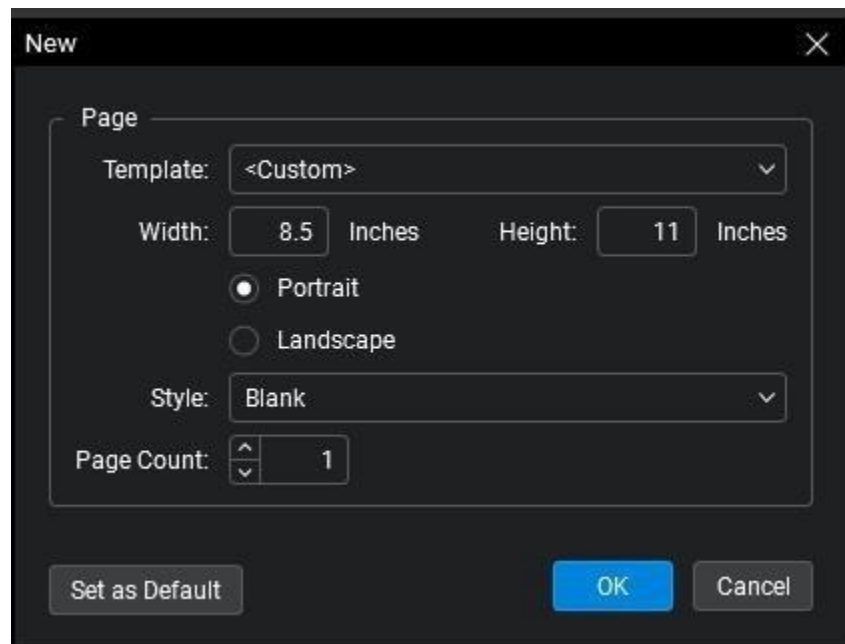 New
Page
Template: <Custom>
Width: 8.5 Inches Height: 11 Inches
Portrait
Landscape
Style: Blank
Page Count: 1
Set as Default OK Cancel